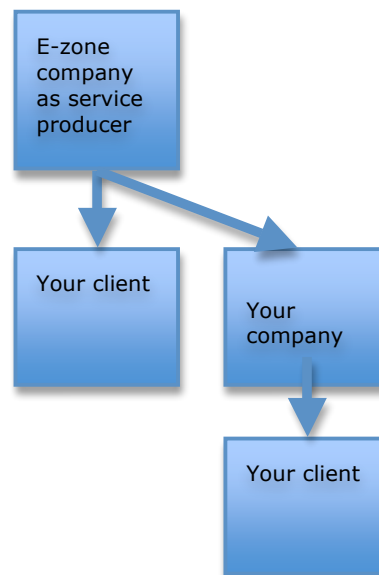 E-zone
company
as service
producer
Your client
Your
company
Your client